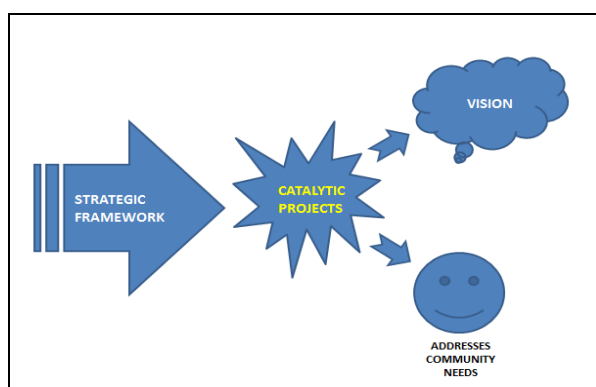 STRATEGIC
FRAMEWORK
CATALYTIC
PROJECTS
VISION
ADDRESSES
COMMUNITY
NEEDS